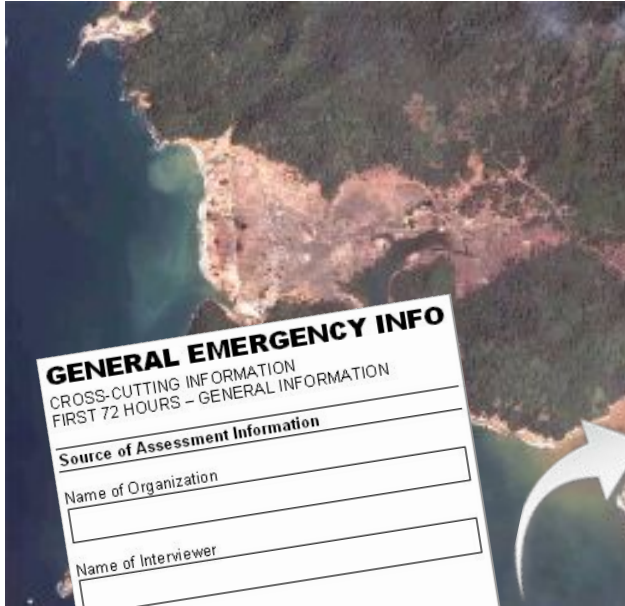 GENERAL EMERGENCY INFO
CROSS-CUTTING INFORMATION
FIRST 72 HOURS – GENERAL INFORMATION
Source of Assessment Information
Name of Organization
Name of Interviewer